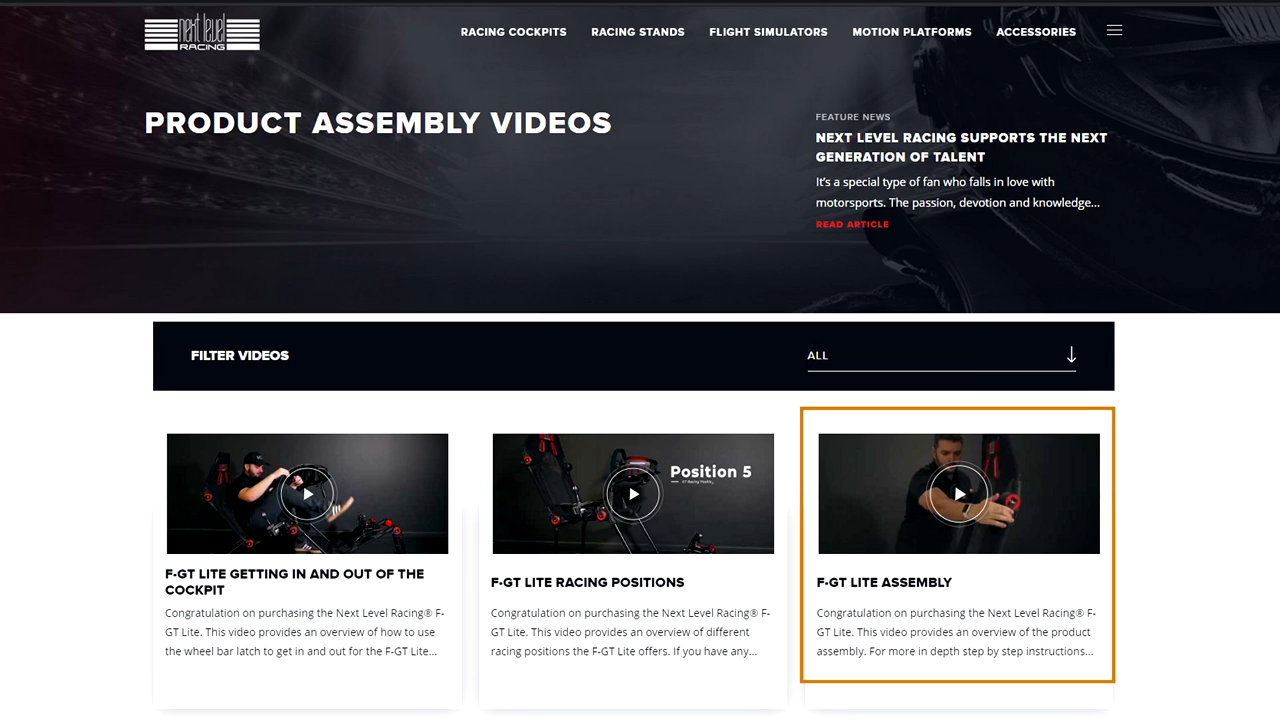 next level
RACING
RACING COCKPITS RACING STANDS FLIGHT SIMULATORS MOTION PLATFORMS ACCESSORIES
PRODUCT ASSEMBLY VIDEOS
FEATURE NEWS
NEXT LEVEL RACING SUPPORTS THE NEXT
GENERATION OF TALENT
It's a special type of fan who falls in love with
motorsports. The passion, devotion and knowledge...
READ ARTICLE
FILTER VIDEOS
ALL
Position 5
F-GT LITE GETTING IN AND OUT OF THE
COCKPIT
Congratulation on purchasing the Next Level Racing® F-
GT Lite. This video provides an overview of how to use
the wheel bar latch to get in and out for the F-GT Lite...
F-GT LITE RACING POSITIONS
Congratulation on purchasing the Next Level Racing® F-
GT Lite. This video provides an overview of different
racing positions the F-GT Lite offers. If you have any...
F-GT LITE ASSEMBLY
Congratulation on purchasing the Next Level Racing® F-
GT Lite. This video provides an overview of the product
assembly. For more in depth step by step instructions...